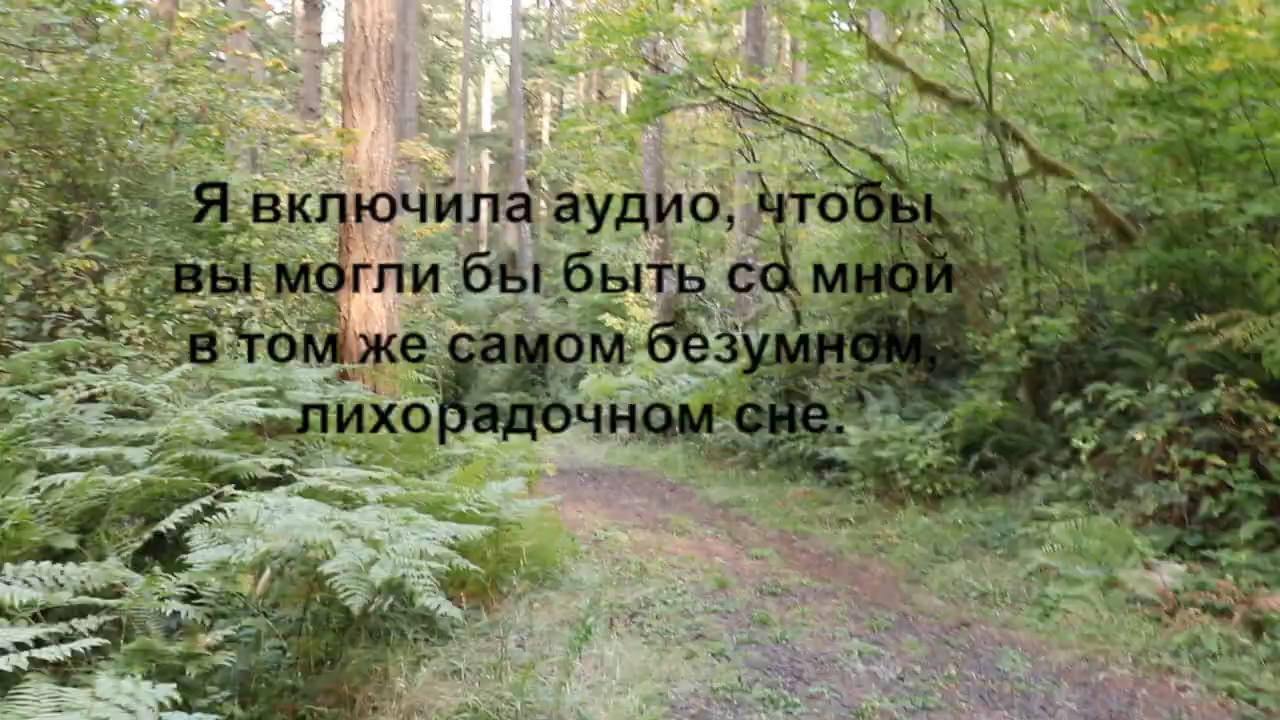 Я включила аудио, чтобы
вы могли бы быть со мной
в том же самом безумном,
лихорадочном сне.